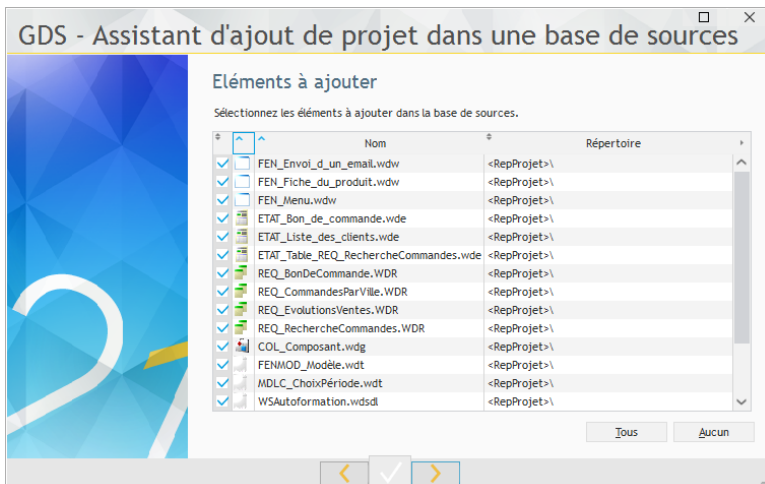 GDS - Assistant d'ajout de projet dans une base de sources
Eléments à ajouter
Sélectionnez les éléments à ajouter dans la base de sources.
Nom Répertoire
FEN_Envoi_d_un_email.wdw <RepProjet>\
FEN_Fiche_du_produit.wdw <RepProjet>\
FEN_Menu.wdw <RepProjet>\
ETAT_Bon_de_commande.wde <RepProjet>\
ETAT_Liste_des_clients.wde <RepProjet>\
ETAT_Table_REQ_RechercheCommandes.wde <RepProjet>\
REQ_BonDeCommande.WDR <RepProjet>\
REQ_CommandesParVille.WDR <RepProjet>\
REQ_EvolutionsVentes.WDR <RepProjet>\
REQ_RechercheCommandes.WDR <RepProjet>\
COL_Composant.wdg <RepProjet>\
FENMOD_Modèle.wdt <RepProjet>\
MDLC_ChoixPériode.wdt <RepProjet>\
WSAutoformation.wdsdl <RepProjet>\
Tous Aucun
21